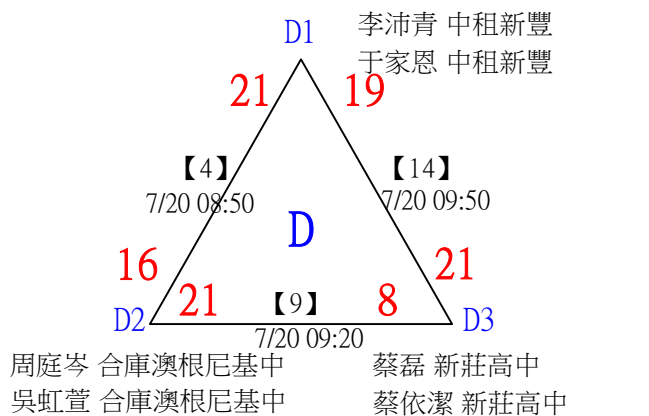 D1
李沛青 中租新豐
于家恩 中租新豐
21
19
【4】
7/20 08:50
【14】
7/20 09:50
D
16
21
21
【9】
8
D2
D3
7/20 09:20
周庭岑 合庫澳根尼基中
吳虹萱 合庫澳根尼基中
蔡磊 新莊高中
蔡依潔 新莊高中